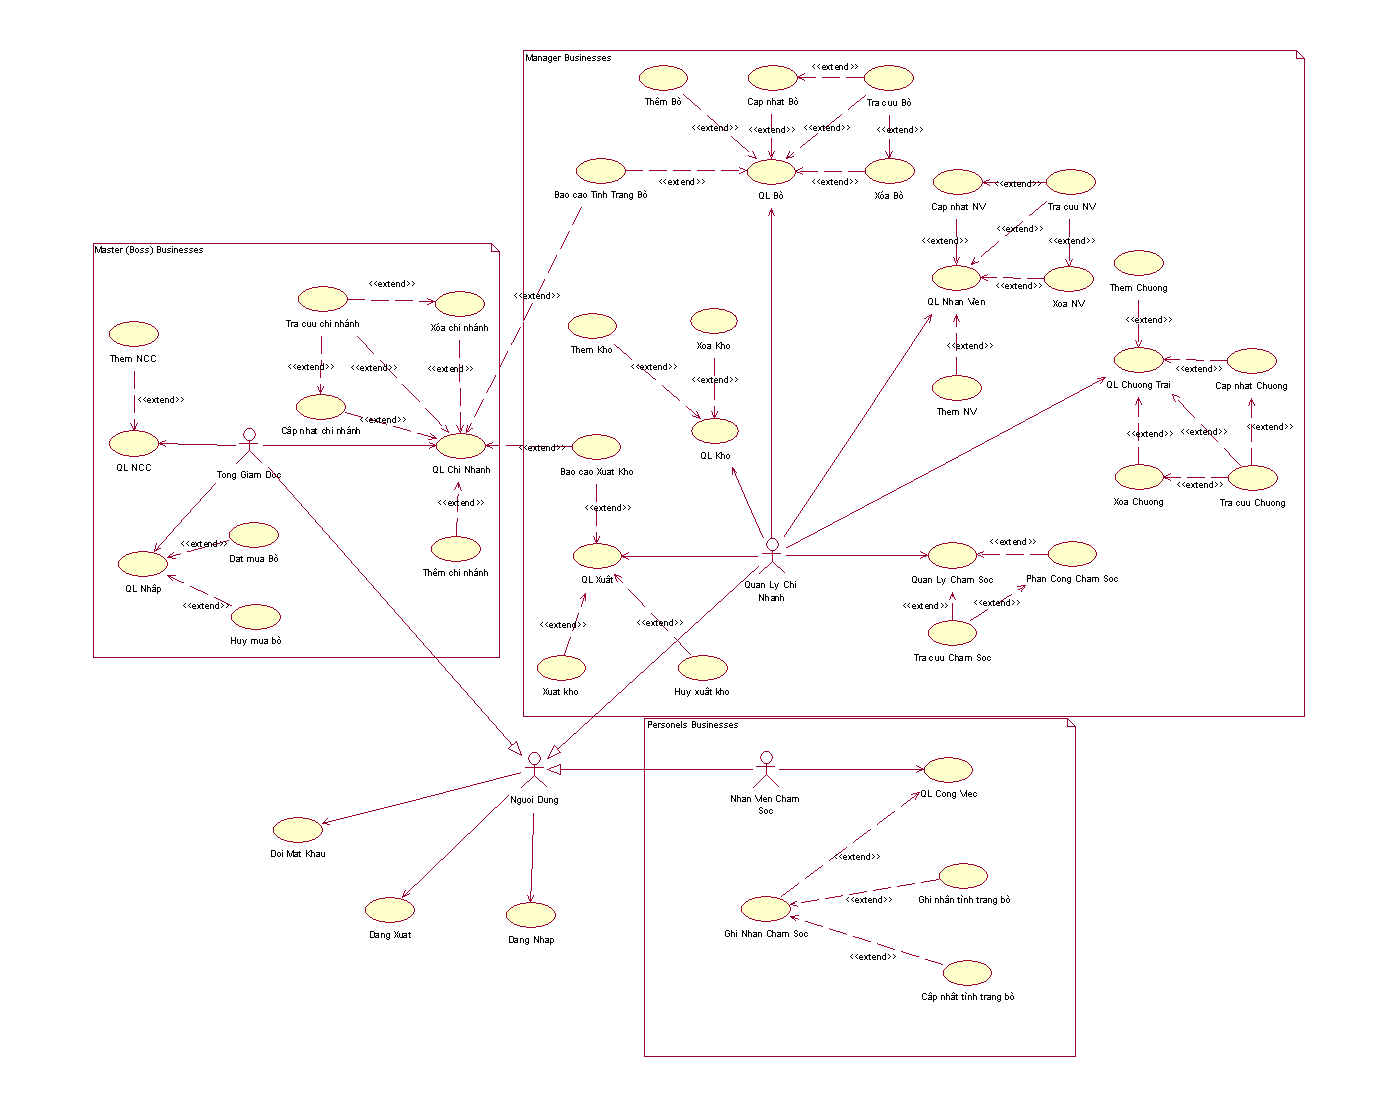 Manager Businesses
<<extend>>
Thêm Bò
Cap nhat Bò
Tra cuu Bò
<<extend>>
<<extend>>
<<extend>>
<<extend>>
<<extend>>
<<extend>>
Bao cao Tinh Trang Bò
QL Bò
Xóa Bò
<<extend>>
Cap nhat NV
Tra cuu NV
<<extend>>
<<extend>>
<<extend>>
Master (Boss) Businesses
<<extend>>
<<extend>>
<<extend>>
QL Nhan Vien
Xoa NV
Them Chuong
Tra cuu chi nhánh
Xóa chi nhánh
<<extend>>
Them NCC
Them Kho
Xoa Kho
<<extend>>
<<extend>>
<<extend>>
<<extend>>
<<extend>>
<<extend>>
<<extend>>
QL Chuong Trai
Cap nhat Chuong
<<extend>>
Them NV
<<extend>>
Câp nhat chi nhánh
<<extend>>
<<extend>>
<<extend>>
<<extend>>
QL NCC
Tong Giam Doc
QL Chi Nhanh
Bao cao Xuat Kho
QL Kho
<<extend>>
<<extend>>
<<extend>>
Xoa Chuong
Tra cuu Chuong
<<extend>>
<<extend>>
Dat mua Bò
Thêm chi nhánh
QL Nhâp
QL Xuât
Quan Ly Chi
Nhanh
Quan Ly Cham Soc
Phan Cong Cham Soc
<<extend>>
<<extend>>
<<extend>>
<<extend>>
<<extend>>
Huy mua bò
Tra cuu Cham Soc
Xuat kho
Huy xuât kho
Personels Businesses
Nguoi Dung
Nhan Vien Cham
Soc
QL Cong Viec
Doi Mat Khau
<<extend>>
<<extend>>
Ghi nhân tình trang bò
Dang Xuat
Dang Nhap
Ghi Nhan Cham Soc
<<extend>>
Câp nhât tình trang bò